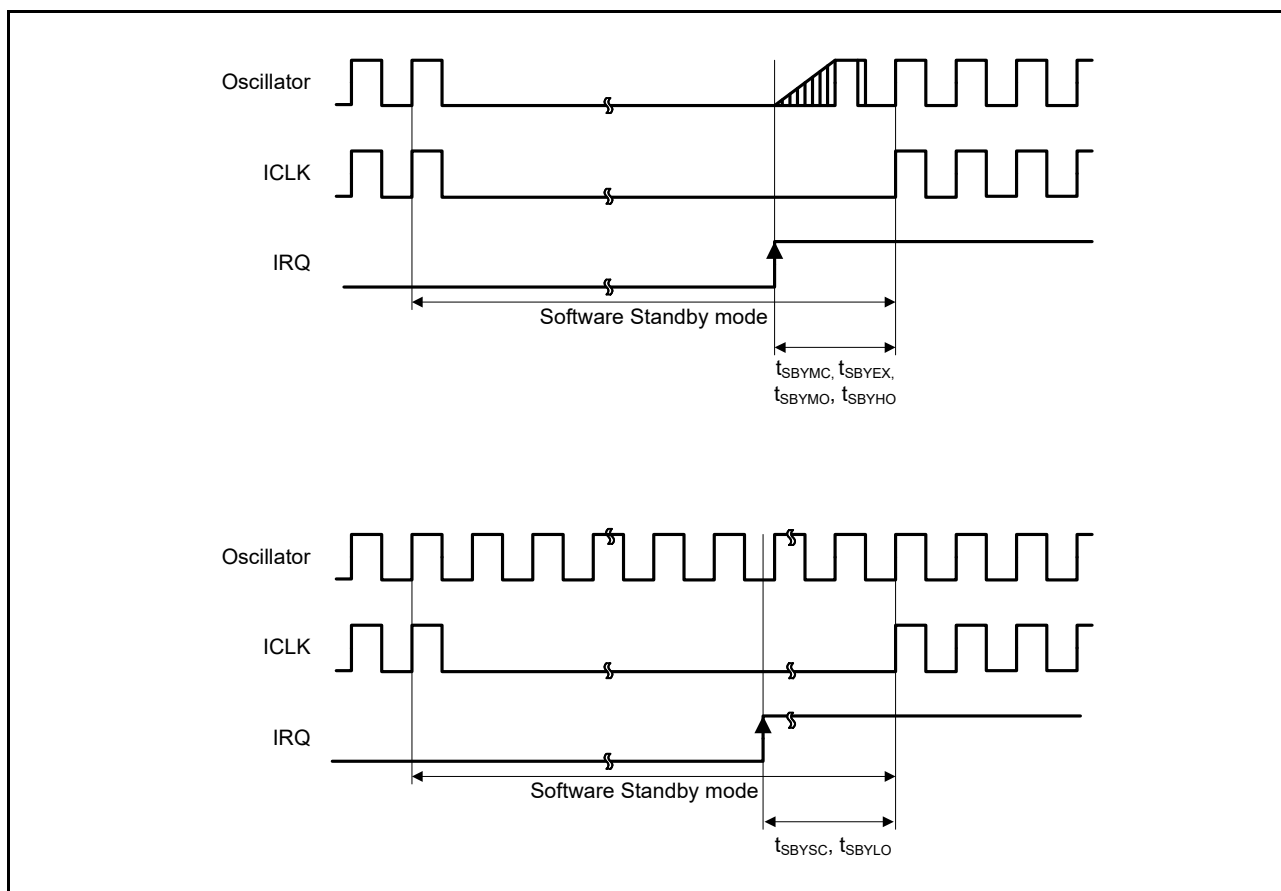 Oscillator
ICLK
IRQ
Software Standby mode
tSBYMC, tSBYEX,
tSBYMO, tSBYHO
Oscillator
ICLK
IRQ
Software Standby mode
tSBYSC, tSBYLO